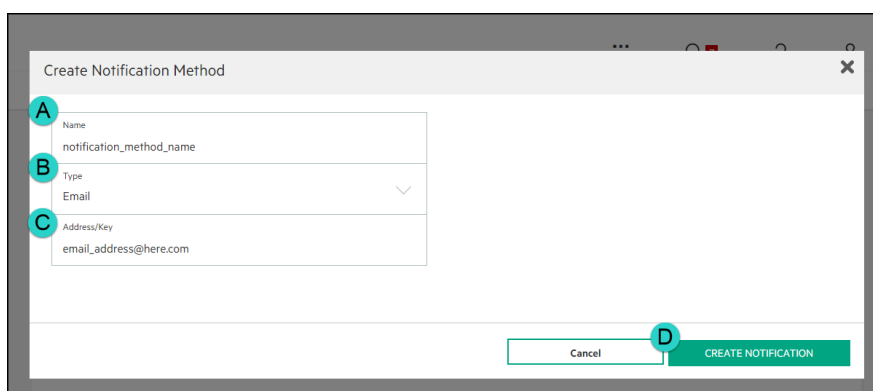 Create Notification Method
A
Name
notification_method_name
B
Type
Email
C
Address/Key
email_address@here.com
D
Cancel
CREATE NOTIFICATION